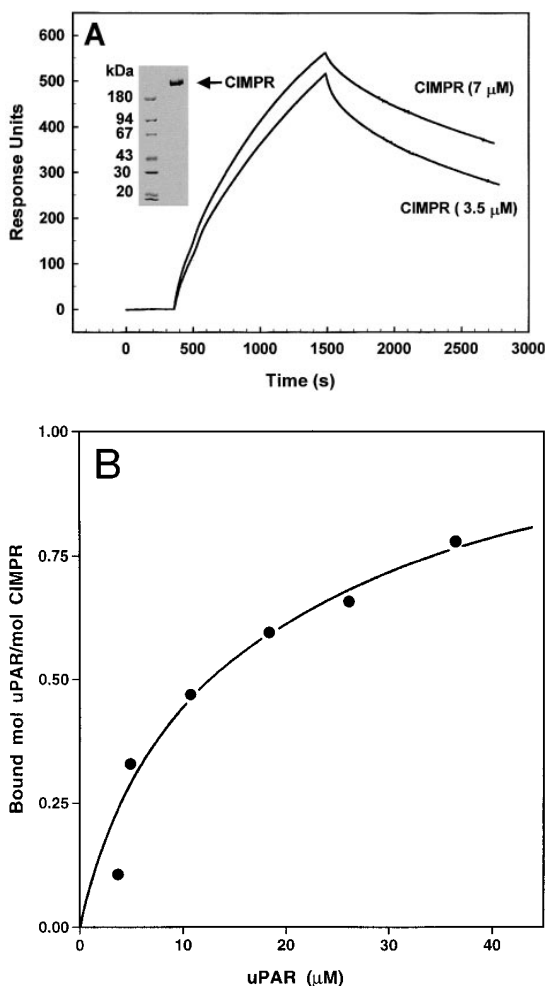 A
Response Units
600
500
400
300
200
100
0
kDa
180
94
67
43
30
20
CIMPR
CIMPR (7 μM)
CIMPR ( 3.5 μM)
0 500 1000 1500 2000 2500 3000
Time (s)
B
Bound mol uPAR/mol CIMPR
1.00
0.75
0.50
0.25
0.00
0 10 20 30 40
uPAR (μM)